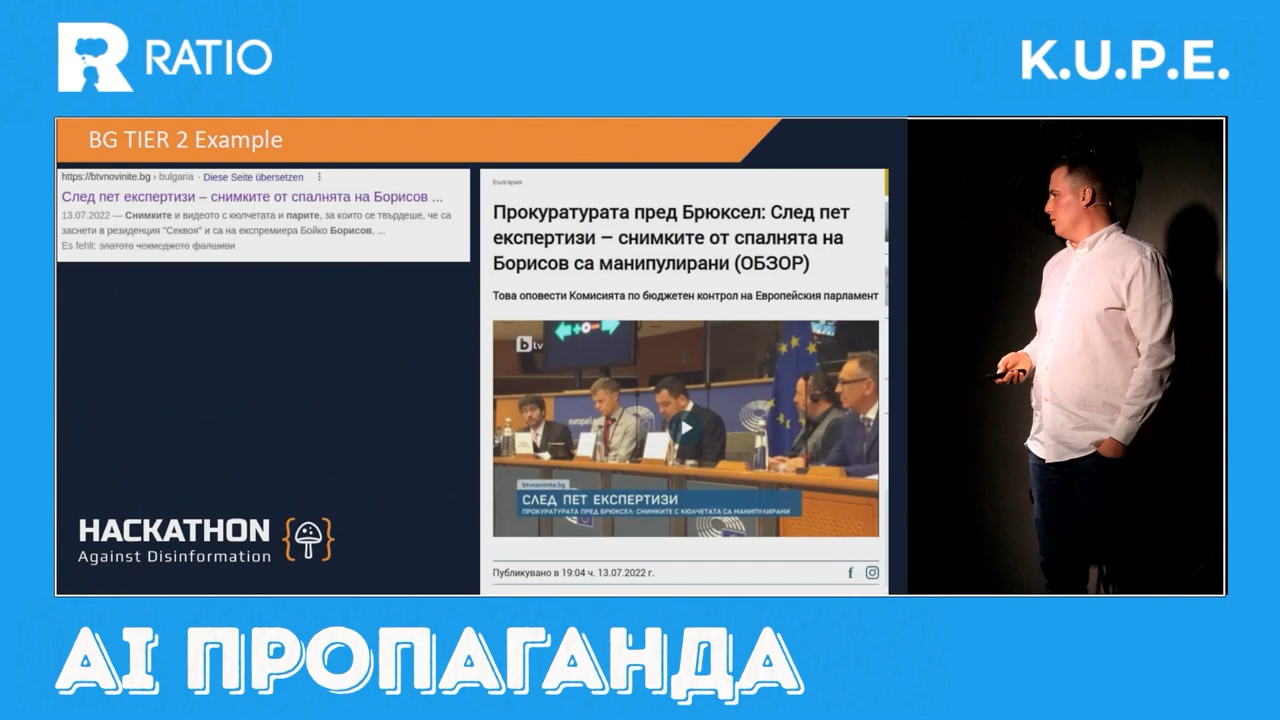 RATIO
K.U.P.E.
BG TIER 2 Example
https://btvnovinite.bg › bulgaria · Diese Seite übersetzen
След пет експертизи – снимките от спалнята на Борисов ...
13.07.2022 — Снимките и видеото с кюлчетата и парите, за които се твърдеше, че са
заснети в резиденция "Секвоя" и са на експремиера Бойко Борисов, ...
Es fehlt: златото чекмеджето фалшиви
България
Прокуратурата пред Брюксел: След пет
експертизи – снимките от спалнята на
Борисов са манипулирани (ОБЗОР)
Това оповести Комисията по бюджетен контрол на Европейския парламент
btv
europarl
btvnovinite.bg
СЛЕД ПЕТ ЕКСПЕРТИЗИ
ПРОКУРАТУРАТА ПРЕД БРЮКСЕЛ: СНИМКИТЕ С КЮЛЧЕТАТА СА МАНИПУЛИРАНИ
Публикувано в 19:04 ч. 13.07.2022 г.
HACKATHON
Against Disinformation
AI ПРОПАГАНДА